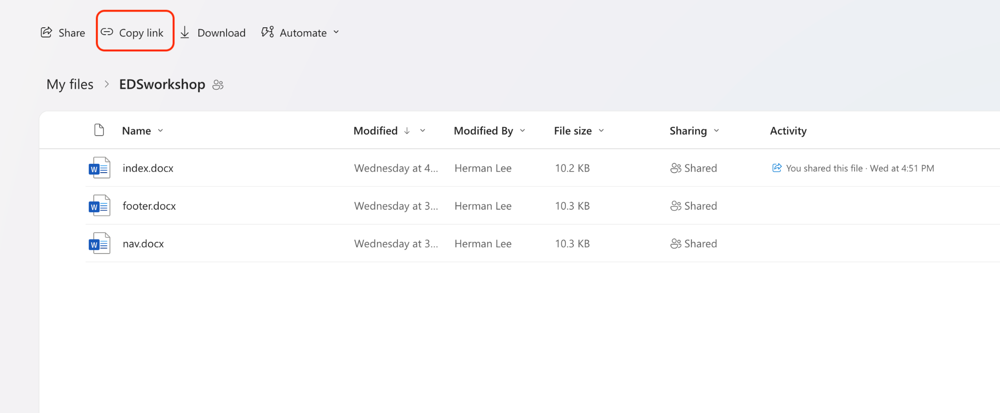 Share Copy link Download Automate
My files > EDSworkshop
Name Modified ↓ Modified By File size Sharing Activity
W index.docx Wednesday at 4... Herman Lee 10.2 KB Shared You shared this file · Wed at 4:51 PM
W footer.docx Wednesday at 3... Herman Lee 10.3 KB Shared
W nav.docx Wednesday at 3... Herman Lee 10.3 KB Shared